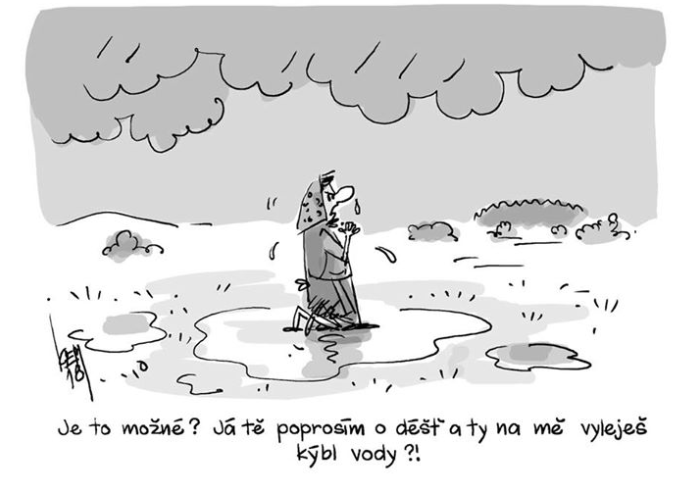 Je to možné? Já tě poprosím o déšť a ty na mě vyleješ
kýbl vody?!